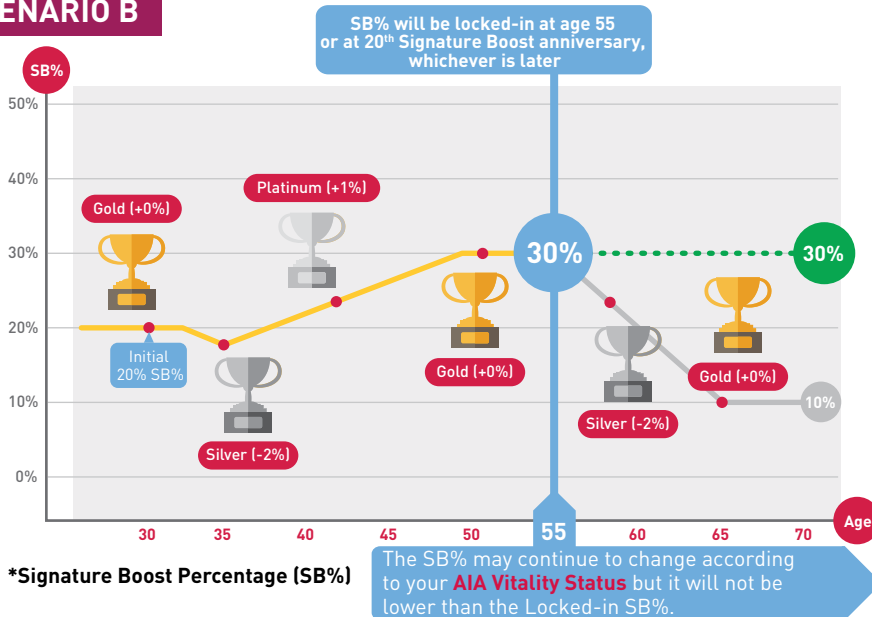 ENARIO B
SB% will be locked-in at age 55
or at 20th Signature Boost anniversary,
whichever is later
SB%
50%
40%
30%
20%
10%
0%
Gold (+0%)
Platinum (+1%)
Initial
20% SB%
Silver (-2%)
Gold (+0%)
30%
30%
Silver (-2%)
Gold (+0%)
10%
30
35
40
45
50
55
60
65
70
Age
*Signature Boost Percentage (SB%)
The SB% may continue to change according
to your AIA Vitality Status but it will not be
lower than the Locked-in SB%.